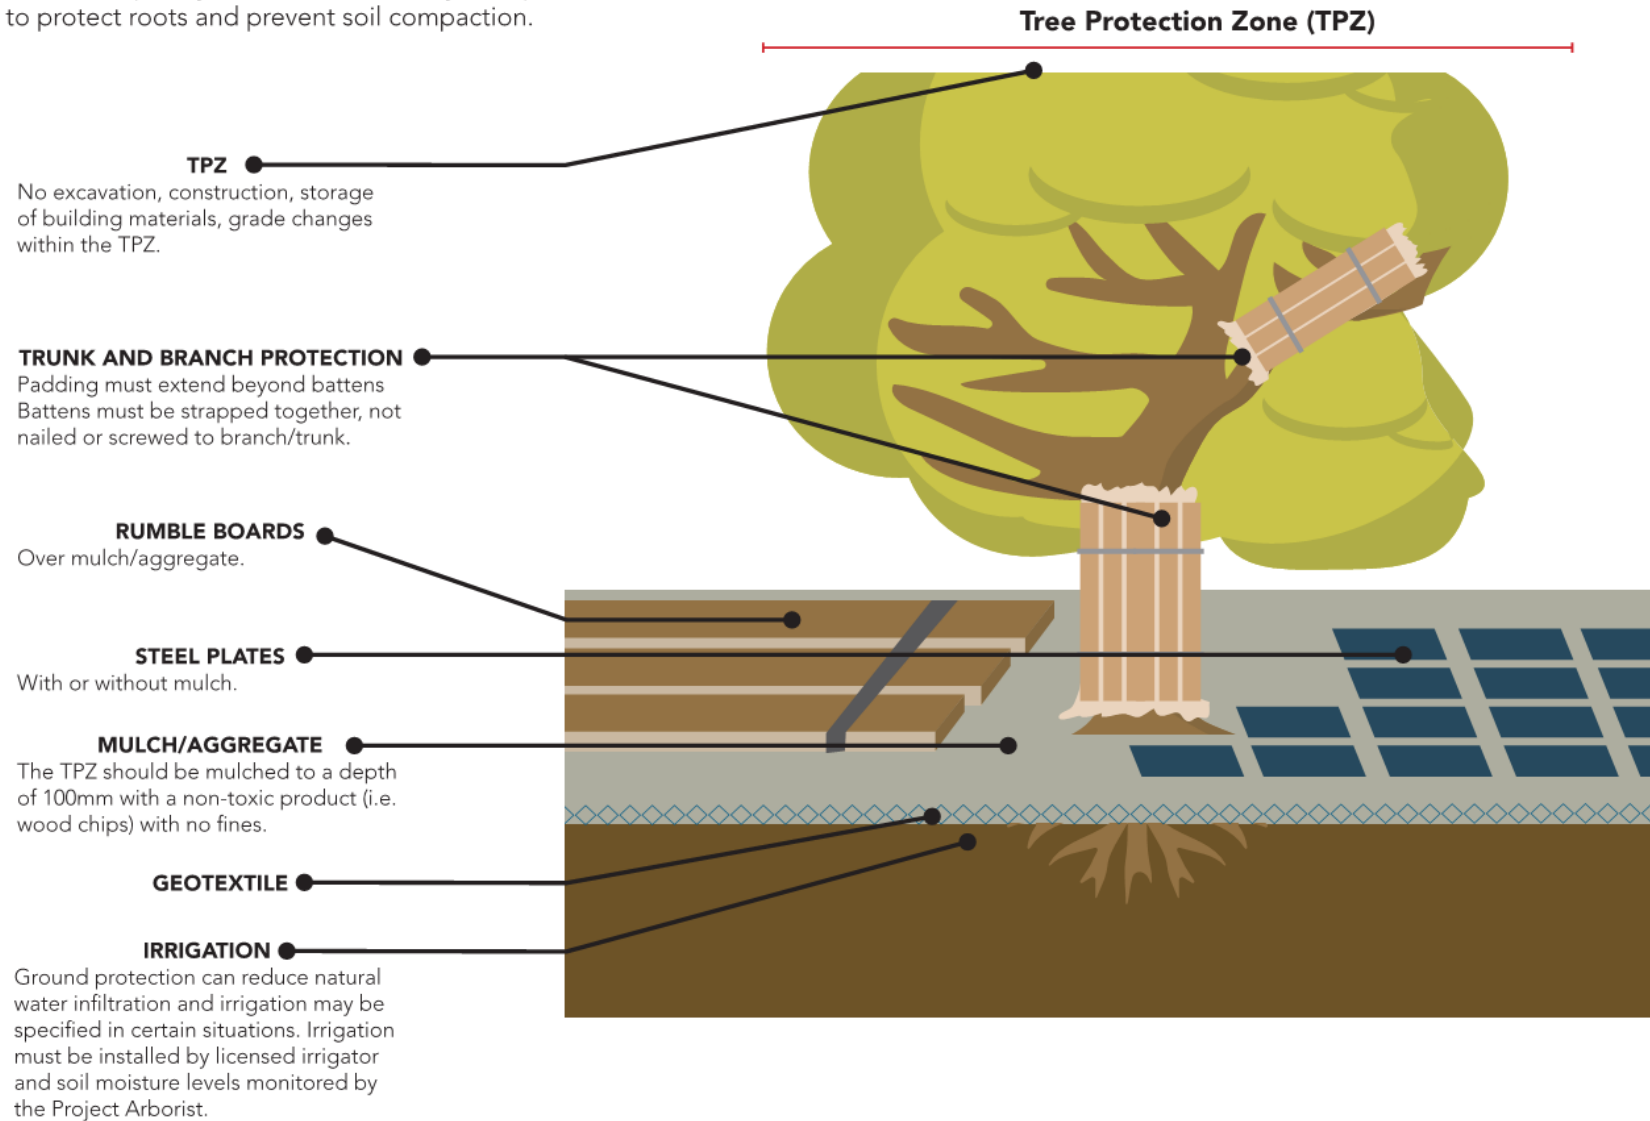 to protect roots and prevent soil compaction.
Tree Protection Zone (TPZ)
TPZ
No excavation, construction, storage
of building materials, grade changes
within the TPZ.
TRUNK AND BRANCH PROTECTION
Padding must extend beyond battens
Battens must be strapped together, not
nailed or screwed to branch/trunk.
RUMBLE BOARDS
Over mulch/aggregate.
STEEL PLATES
With or without mulch.
MULCH/AGGREGATE
The TPZ should be mulched to a depth
of 100mm with a non-toxic product (i.e.
wood chips) with no fines.
GEOTEXTILE
IRRIGATION
Ground protection can reduce natural
water infiltration and irrigation may be
specified in certain situations. Irrigation
must be installed by licensed irrigator
and soil moisture levels monitored by
the Project Arborist.